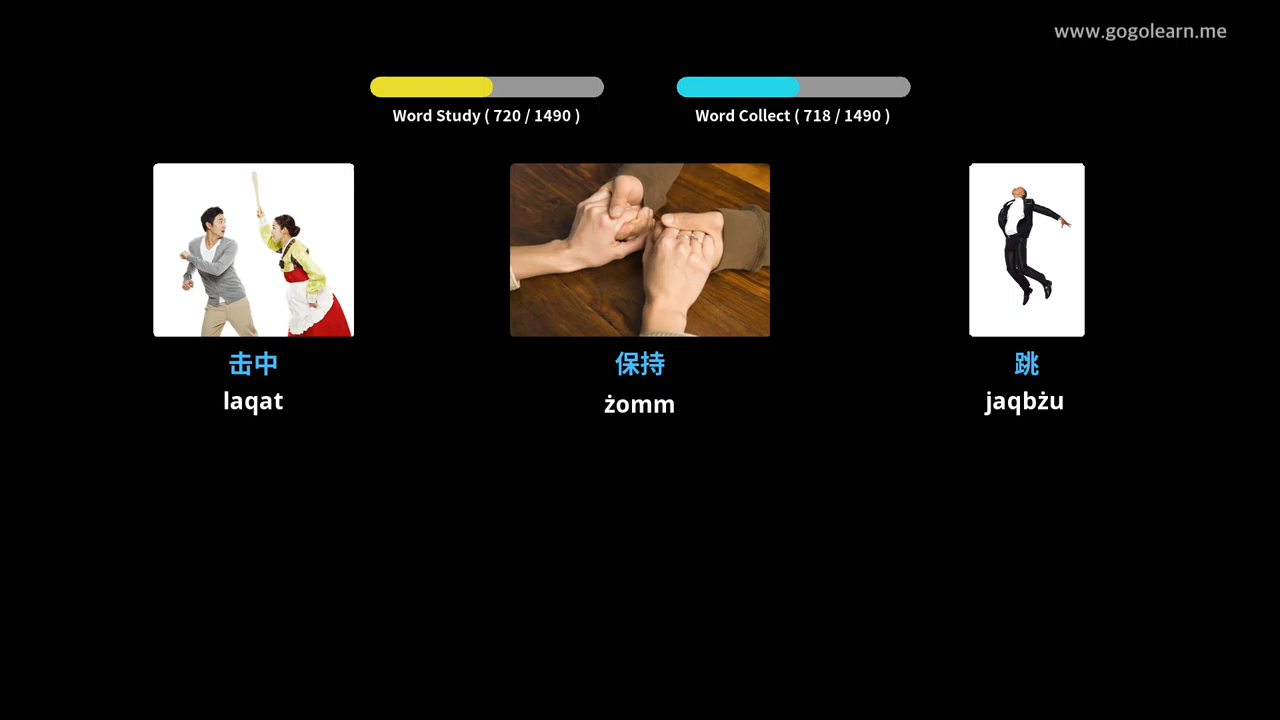 www.gogolearn.me
Word Study ( 720 / 1490 )
Word Collect ( 718 / 1490 )
击中
laqat
保持
żomm
跳
jaqbżu